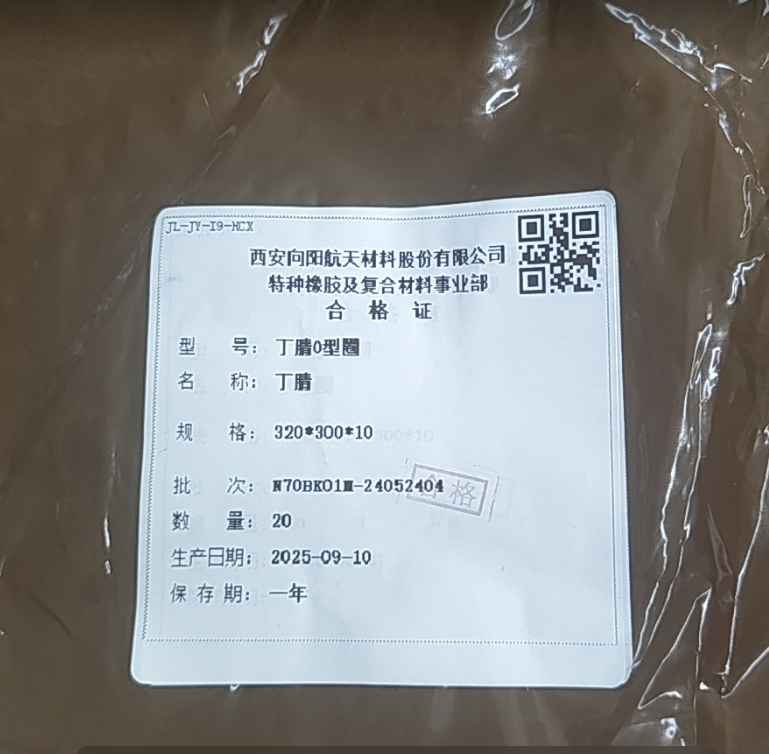 JL-JY-19-HCX
西安向阳航天材料股份有限公司
特种橡胶及复合材料事业部
合格证
型号：丁腈O型圈
名称：丁腈
规格：320*300*10
批次：N70BK01M-24052404
合格
数量：20
生产日期：2025-09-10
保存期：一年